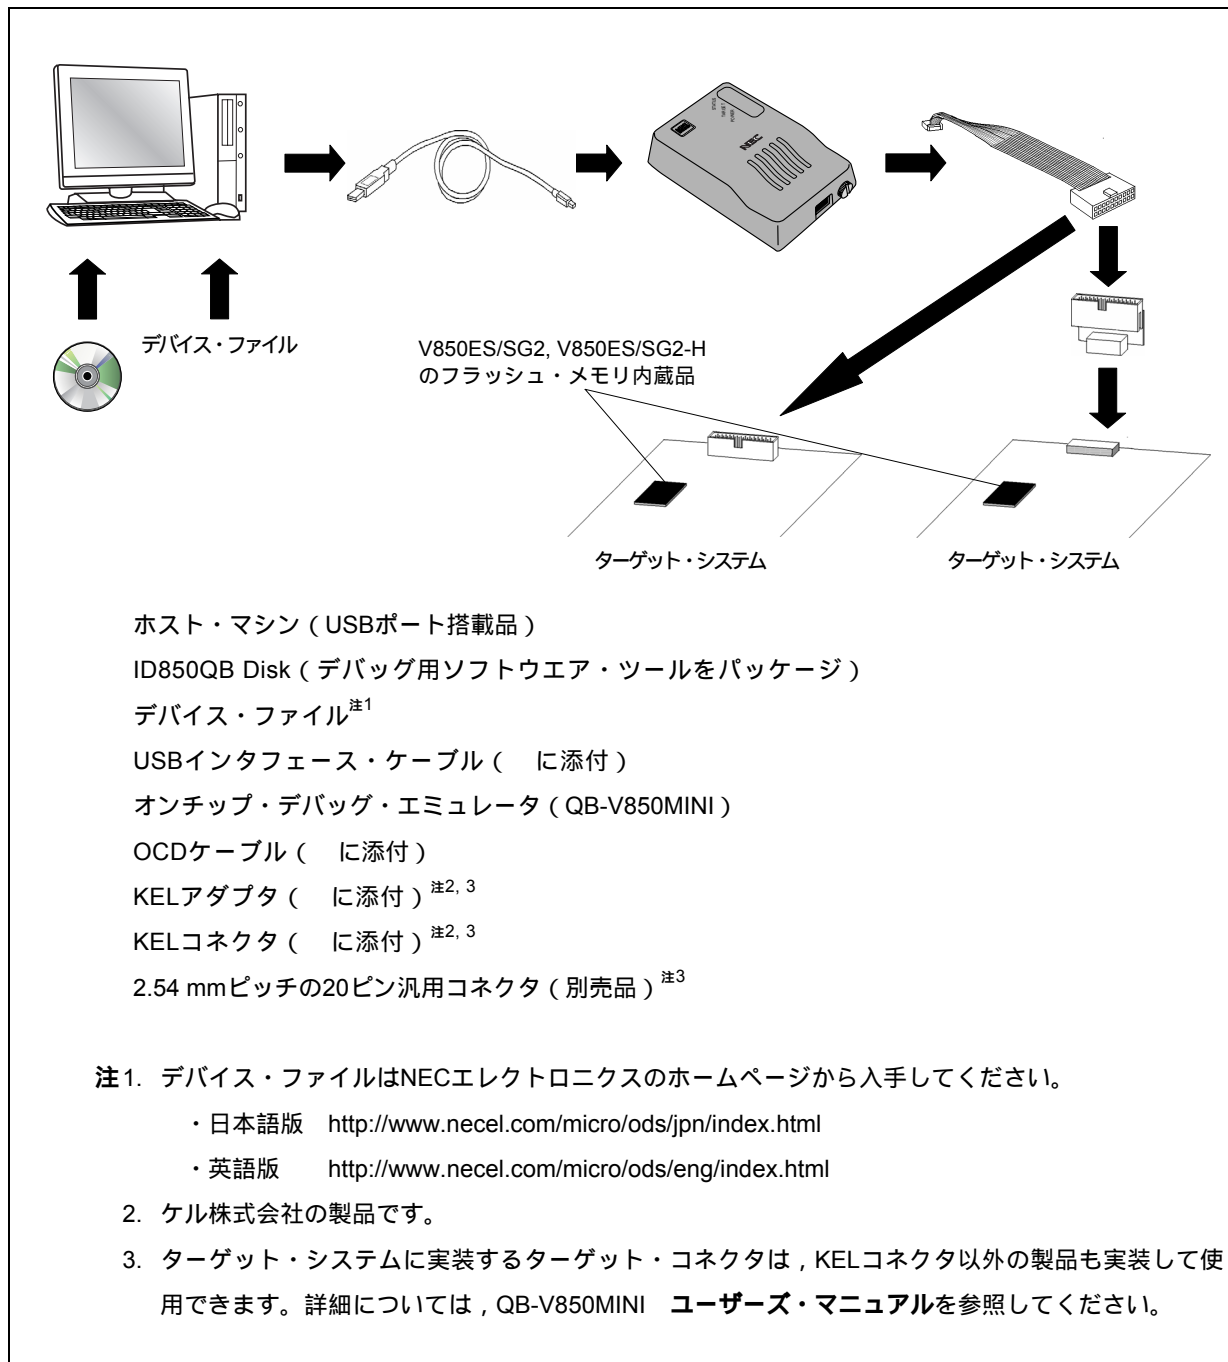 STATUS
TARGET
POWER
NEC
デバイス・ファイル
V850ES/SG2, V850ES/SG2-H
のフラッシュ・メモリ内蔵品
ターゲット・システム
ターゲット・システム
ホスト・マシン（USBポート搭載品）
ID850QB Disk（デバッグ用ソフトウエア・ツールをパッケージ）
デバイス・ファイル注1
USBインタフェース・ケーブル（　に添付）
オンチップ・デバッグ・エミュレータ（QB-V850MINI）
OCDケーブル（　に添付）
KELアダプタ（　に添付）注2, 3
KELコネクタ（　に添付）注2, 3
2.54 mmピッチの20ピン汎用コネクタ（別売品）注3
注1. デバイス・ファイルはNECエレクトロニクスのホームページから入手してください。
・日本語版　http://www.necel.com/micro/ods/jpn/index.html
・英語版　http://www.necel.com/micro/ods/eng/index.html
2. ケル株式会社の製品です。
3. ターゲット・システムに実装するターゲット・コネクタは，KELコネクタ以外の製品も実装して使
用できます。詳細については，QB-V850MINI　ユーザーズ・マニュアルを参照してください。